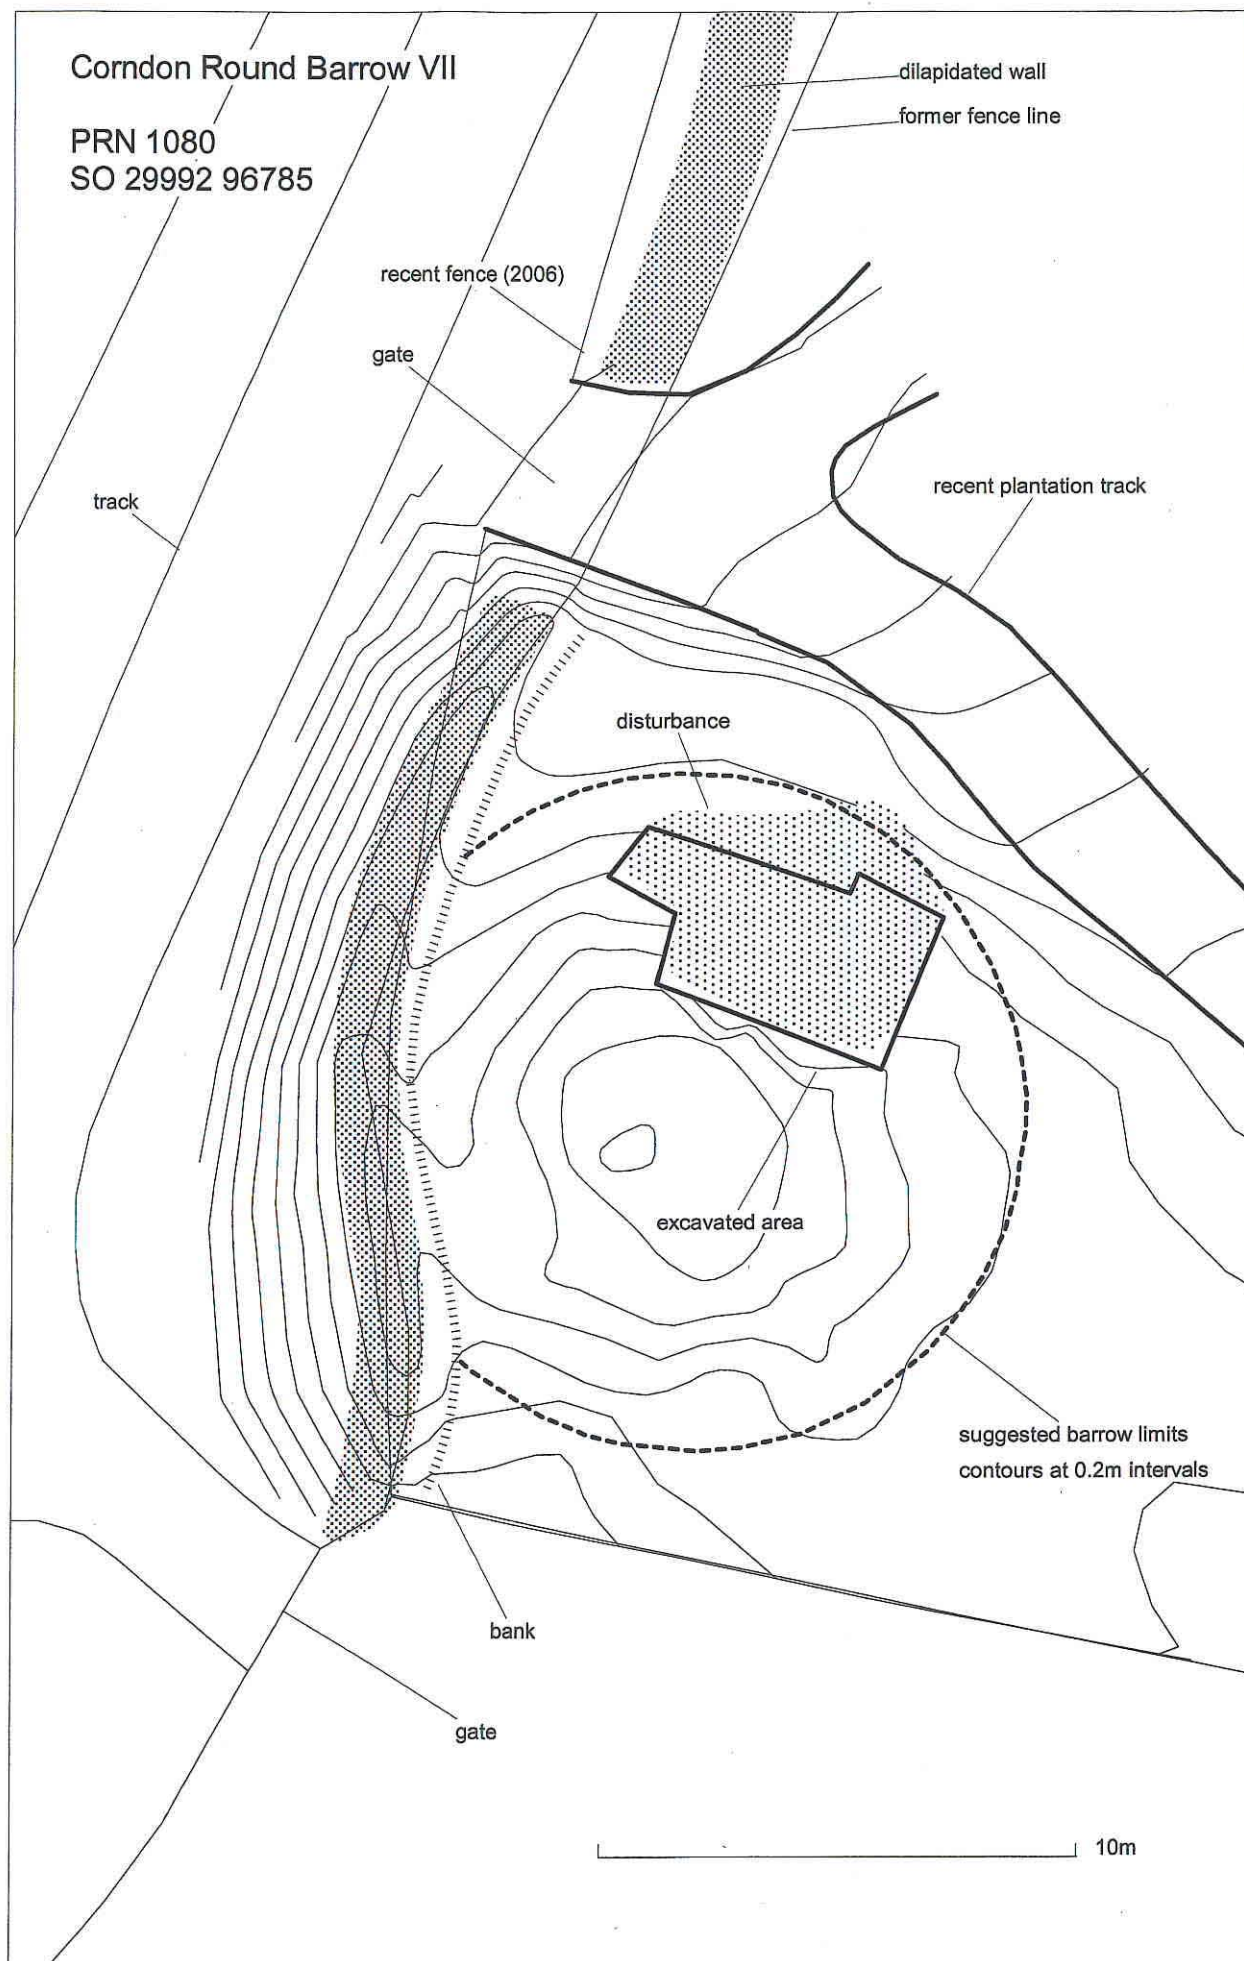 Corndon Round Barrow VII
PRN 1080
SO 29992 96785
dilapidated wall
former fence line
recent fence (2006)
gate
track
recent plantation track
disturbance
excavated area
suggested barrow limits
contours at 0.2m intervals
bank
gate
10m